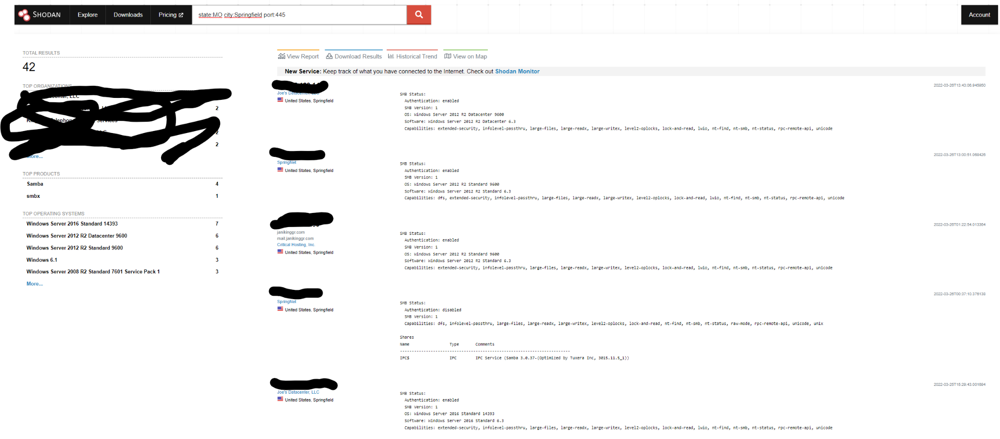 SHODAN
Explore
Downloads
Pricing
state:MO city:Springfield port:445
Account
TOTAL RESULTS
42
TOP ORGANIZATIONS
LLC
2
Services
2
2
More...
TOP PRODUCTS
Samba 4
smbx 1
TOP OPERATING SYSTEMS
Windows Server 2016 Standard 14393 7
Windows Server 2012 R2 Datacenter 9600 6
Windows Server 2012 R2 Standard 9600 6
Windows 6.1 3
Windows Server 2008 R2 Standard 7601 Service Pack 1 3
More...
View Report
Download Results
Historical Trend
View on Map
New Service: Keep track of what you have connected to the Internet. Check out Shodan Monitor
2022-03-26T13:43:06.945950
Joe's Datacenter, LLC
United States, Springfield
SMB Status:
Authentication: enabled
SMB Version: 1
OS: Windows Server 2012 R2 Datacenter 9600
Software: Windows Server 2012 R2 Datacenter 6.3
Capabilities: extended-security, infolevel-passthru, large-files, large-readx, large-writex, level2-oplocks, lock-and-read, lwio, nt-find, nt-smb, nt-status, rpc-remote-api, unicode
2022-03-26T13:00:51.068426
SpringNet
United States, Springfield
SMB Status:
Authentication: enabled
SMB Version: 1
OS: Windows Server 2012 R2 Standard 9600
Software: Windows Server 2012 R2 Standard 6.3
Capabilities: dfs, extended-security, infolevel-passthru, large-files, large-readx, large-writex, level2-oplocks, lock-and-read, lwio, nt-find, nt-smb, nt-status, rpc-remote-api, unicode
2022-03-26T01:22:54.013364
janikinggr.com
mail.janikinggr.com
Critical Hosting, Inc.
United States, Springfield
SMB Status:
Authentication: enabled
SMB Version: 1
OS: Windows Server 2012 R2 Standard 9600
Software: Windows Server 2012 R2 Standard 6.3
Capabilities: extended-security, infolevel-passthru, large-files, large-readx, large-writex, level2-oplocks, lock-and-read, lwio, nt-find, nt-smb, nt-status, rpc-remote-api, unicode
2022-03-26T00:37:10.376138
SpringNet
United States, Springfield
SMB Status:
Authentication: disabled
SMB Version: 1
Capabilities: dfs, infolevel-passthru, large-files, large-readx, large-writex, level2-oplocks, lock-and-read, nt-find, nt-smb, nt-status, raw-mode, rpc-remote-api, unicode, unix
Shares
Name Type Comments
------------------------------------------------------------------------
IPC$ IPC IPC Service (Samba 3.0.37-(Optimized by Tuxera Inc, 3015.11.5_1))
2022-03-25T15:29:43.001694
Joe's Datacenter, LLC
United States, Springfield
SMB Status:
Authentication: enabled
SMB Version: 1
OS: Windows Server 2016 Standard 14393
Software: Windows Server 2016 Standard 6.3
Capabilities: extended-security, infolevel-passthru, large-files, large-readx, large-writex, level2-oplocks, lock-and-read, lwio, nt-find, nt-smb, nt-status, rpc-remote-api, unicode